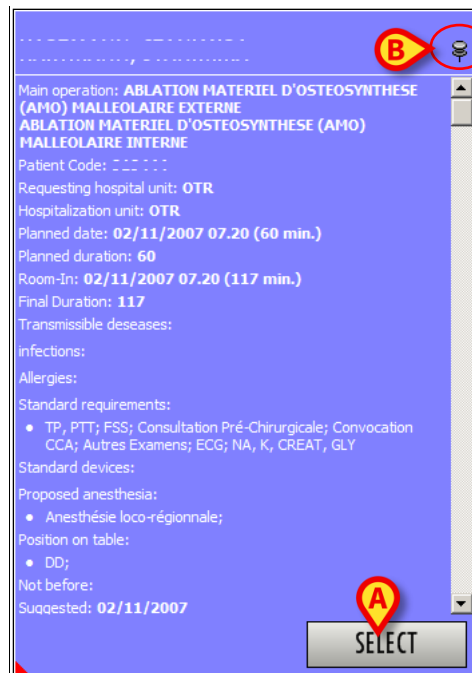 B
Main operation: ABLATION MATERIEL D'OSTEOSYNTHESE
(AMO) MALLEOLAIRE EXTERNE
ABLATION MATERIEL D'OSTEOSYNTHESE (AMO)
MALLEOLAIRE INTERNE
Patient Code:
Requesting hospital unit: OTR
Hospitalization unit: OTR
Planned date: 02/11/2007 07.20 (60 min.)
Planned duration: 60
Room-In: 02/11/2007 07.20 (117 min.)
Final Duration: 117
Transmissible deseases:
infections:
Allergies:
Standard requirements:
• TP, PTT; FSS; Consultation Pré-Chirurgicale; Convocation
CCA; Autres Examens; ECG; NA, K, CREAT, GLY
Standard devices:
Proposed anesthesia:
• Anesthésie loco-régionnale;
Position on table:
• DD;
Not before:
Suggested: 02/11/2007
A
SELECT